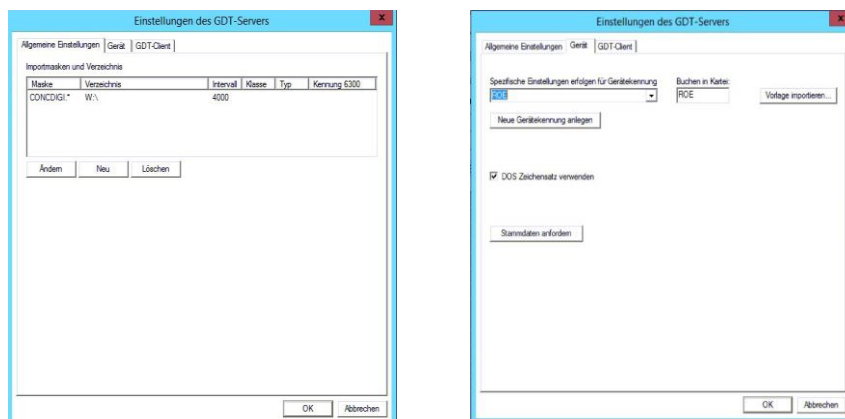 Einstellungen des GDT-Servers
x
Allgemeine Einstellungen
Gerät
GDT-Client
Importmasken und Verzeichnis
Maske
Verzeichnis
Intervall
Klasse
Typ
Kennung 6300
CONCDIGI.*
W:\
4000
Ändern
Neu
Löschen
OK
Abbrechen
Einstellungen des GDT-Servers
x
Allgemeine Einstellungen
Gerät
GDT-Client
Spezifische Einstellungen erfolgen für Gerätekennung
Buchen in Kartei:
ROE
ROE
Vorlage importieren...
Neue Gerätekennung anlegen
DOS Zeichensatz verwenden
Stammdaten anfordern
OK
Abbrechen